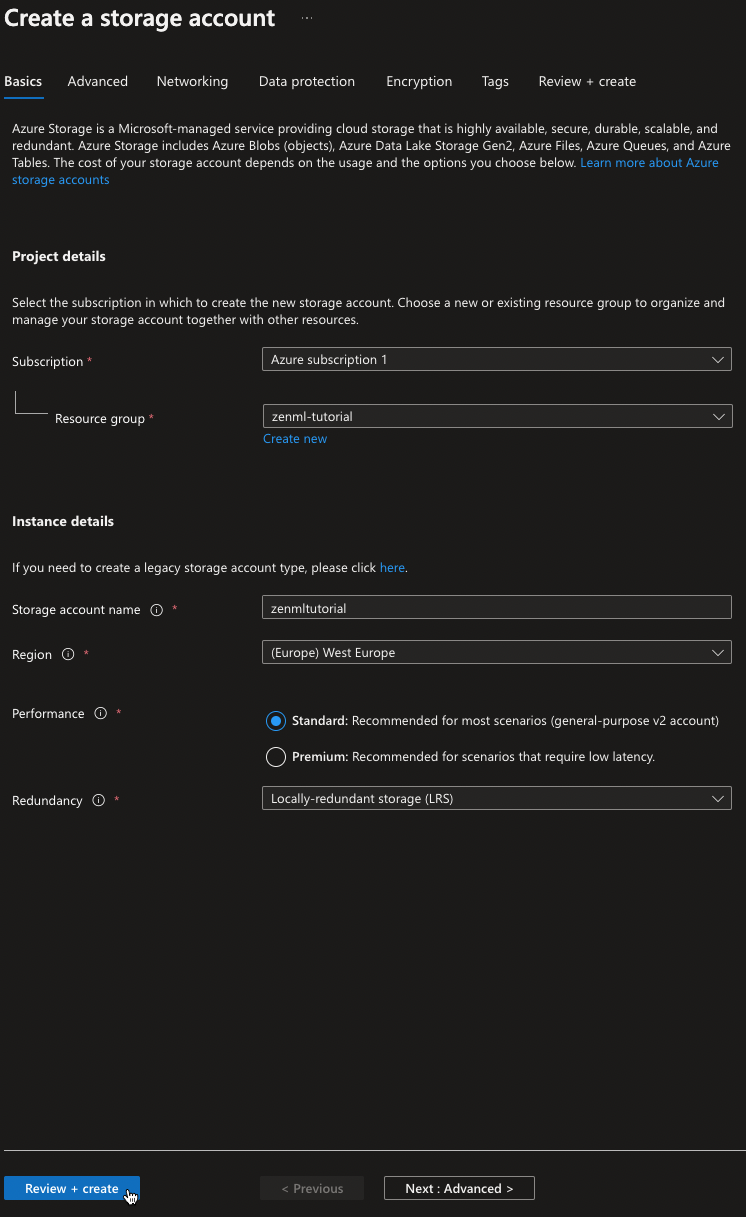 Create a storage account ...
Basics Advanced Networking Data protection Encryption Tags Review + create
Azure Storage is a Microsoft-managed service providing cloud storage that is highly available, secure, durable, scalable, and
redundant. Azure Storage includes Azure Blobs (objects), Azure Data Lake Storage Gen2, Azure Files, Azure Queues, and Azure
Tables. The cost of your storage account depends on the usage and the options you choose below. Learn more about Azure
storage accounts
Project details
Select the subscription in which to create the new storage account. Choose a new or existing resource group to organize and
manage your storage account together with other resources.
Subscription * Azure subscription 1
Resource group * zenml-tutorial
Create new
Instance details
If you need to create a legacy storage account type, please click here.
Storage account name * zenmltutorial
Region * (Europe) West Europe
Performance * Standard: Recommended for most scenarios (general-purpose v2 account)
Premium: Recommended for scenarios that require low latency.
Redundancy * Locally-redundant storage (LRS)
Review + create < Previous Next : Advanced >